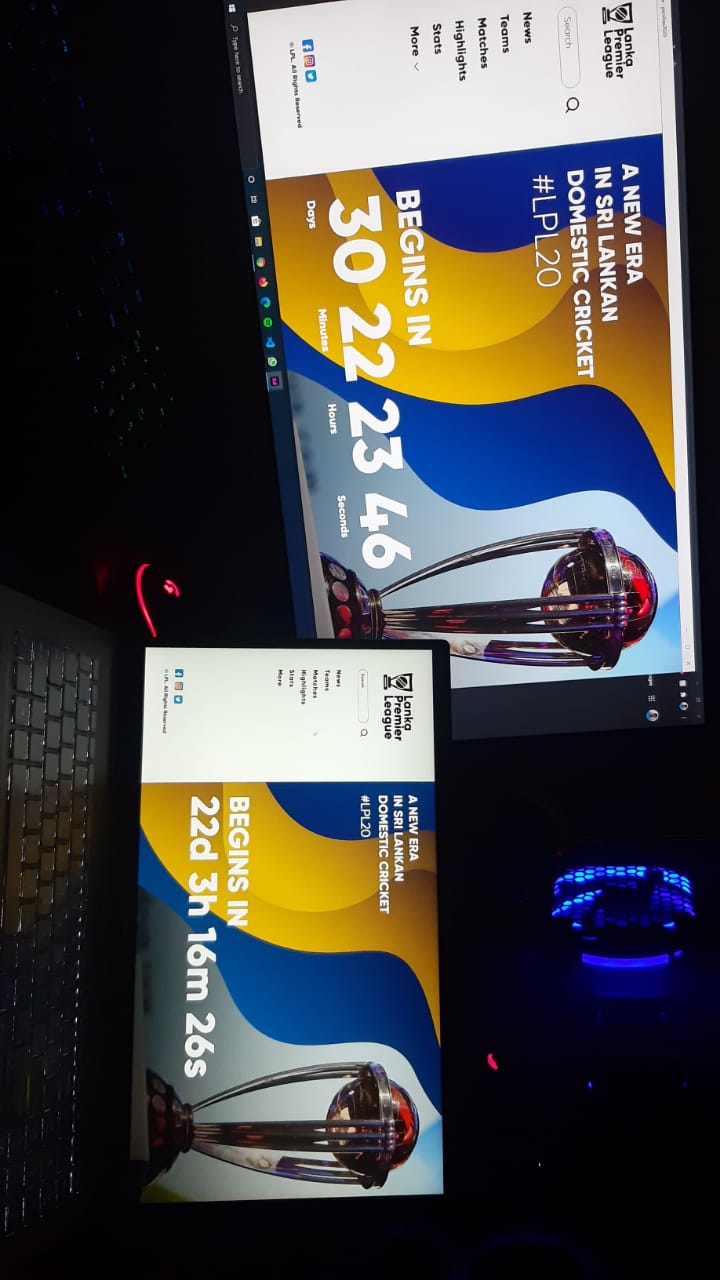 parallax2020
Lanka
Premier
League
Search
News
Teams
Matches
Highlights
Stats
More
A NEW ERA
IN SRI LANKAN
DOMESTIC CRICKET
#LPL20
BEGINS IN
30 22 23 46
Days Minutes Hours Seconds
© LPL. All Rights Reserved
Type here to search
Xd
Lanka
Premier
League
Search
News
Teams
Matches
Highlights
Stats
More
A NEW ERA
IN SRI LANKAN
DOMESTIC CRICKET
#LPL20
BEGINS IN
22d 3h 16m 26s
© LPL. All Rights Reserved